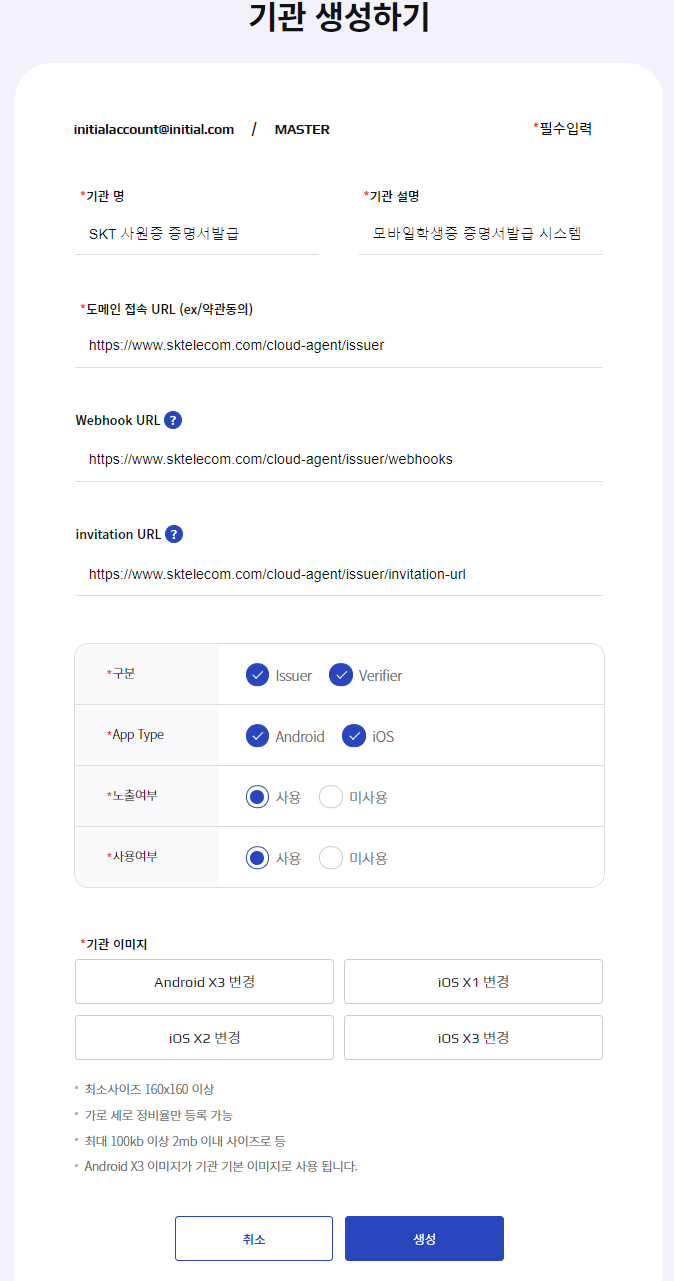 기관 생성하기
initialaccount@initial.com / MASTER *필수입력
*기관 명 *기관 설명
SKT 사원증 증명서발급 모바일학생증 증명서발급 시스템
*도메인 접속 URL (ex/약관동의)
https://www.sktelecom.com/cloud-agent/issuer
Webhook URL ?
https://www.sktelecom.com/cloud-agent/issuer/webhooks
invitation URL ?
https://www.sktelecom.com/cloud-agent/issuer/invitation-url
*구분 Issuer Verifier
*App Type Android iOS
*노출여부 사용 미사용
*사용여부 사용 미사용
*기관 이미지
Android X3 변경 iOS X1 변경
iOS X2 변경 iOS X3 변경
최소사이즈 160x160 이상
가로 세로 정비율만 등록 가능
최대 100kb 이상 2mb 이내 사이즈로 등
Android X3 이미지가 기관 기본 이미지로 사용 됩니다.
취소 생성